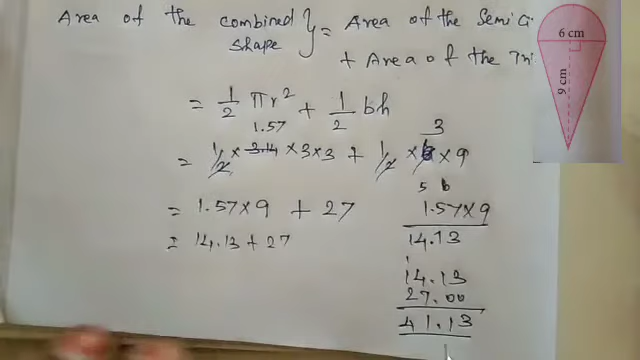 Area of the combined shape } = Area of the Semi Ci
+ Area of the Tri
= 1/2 πr² + 1/2 bh
1.57 3
= 1/2 × 3.14 × 3 × 3 + 1/2 × 6 × 9
= 1.57 × 9 + 27
= 14.13 + 27
5 6
1.57 × 9
14.13
1
14.13
27.00
41.13
6 cm
9 cm